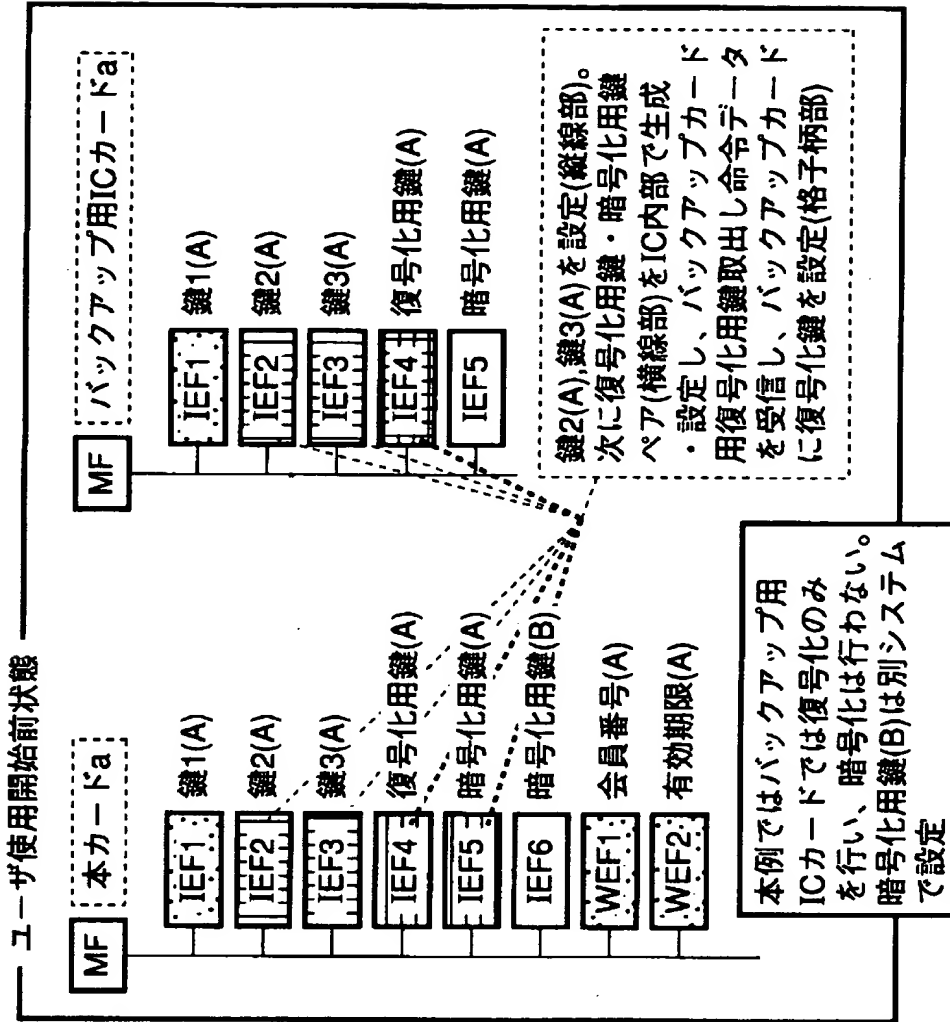 ユーザ使用開始前状態
本カードa
MF
IEF1 鍵1(A)
IEF2 鍵2(A)
IEF3 鍵3(A)
IEF4 復号化用鍵(A)
IEF5 暗号化用鍵(A)
IEF6 暗号化用鍵(B)
WEF1 会員番号(A)
WEF2 有効期限(A)
バックアップ用ICカードa
MF
IEF1 鍵1(A)
IEF2 鍵2(A)
IEF3 鍵3(A)
IEF4 復号化用鍵(A)
IEF5 暗号化用鍵(A)
鍵2(A),鍵3(A)を設定(縦線部)。
次に復号化用鍵・暗号化用鍵
ペア(横線部)をIC内部で生成
・設定し、バックアップカード
用復号化用鍵取出し命令データ
を受信し、バックアップカード
に復号化鍵を設定(格子柄部)
本例ではバックアップ用
ICカードでは復号化のみ
を行い、暗号化は行わない。
暗号化用鍵(B)は別システム
で設定